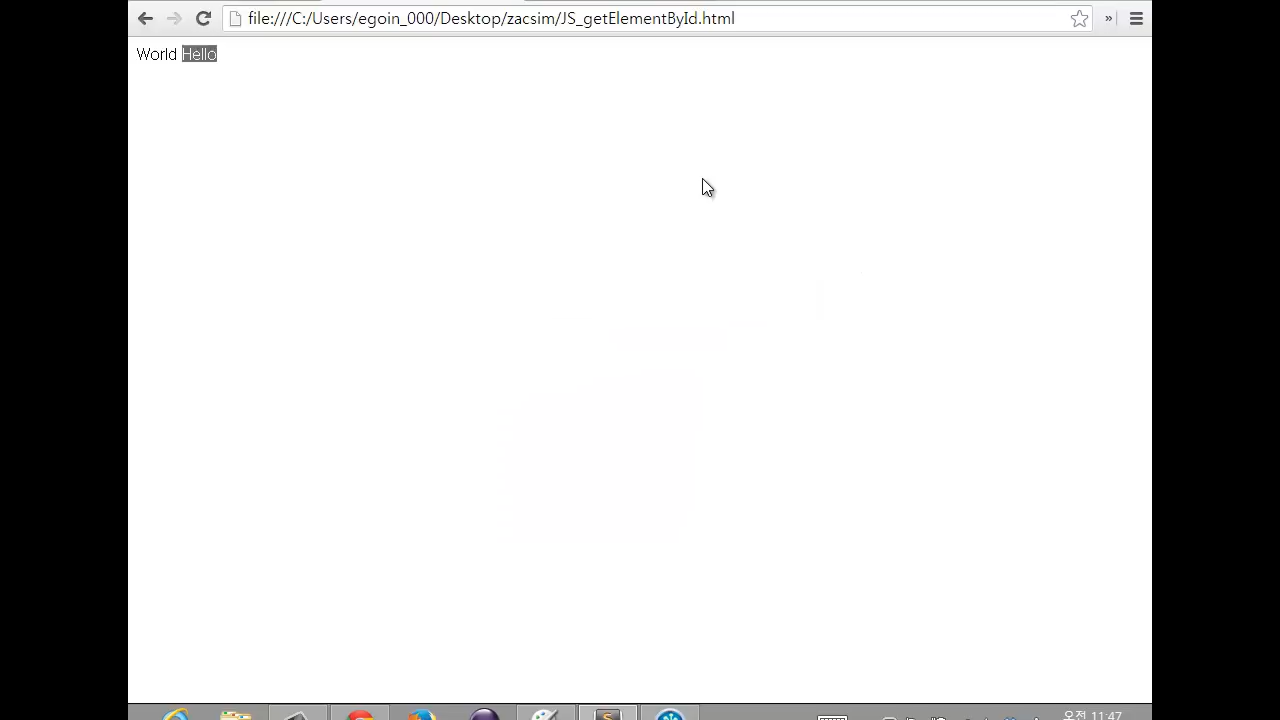 file:///C:/Users/egoin_000/Desktop/zacsim/JS_getElementById.html
»
World Hello
오전 11:47